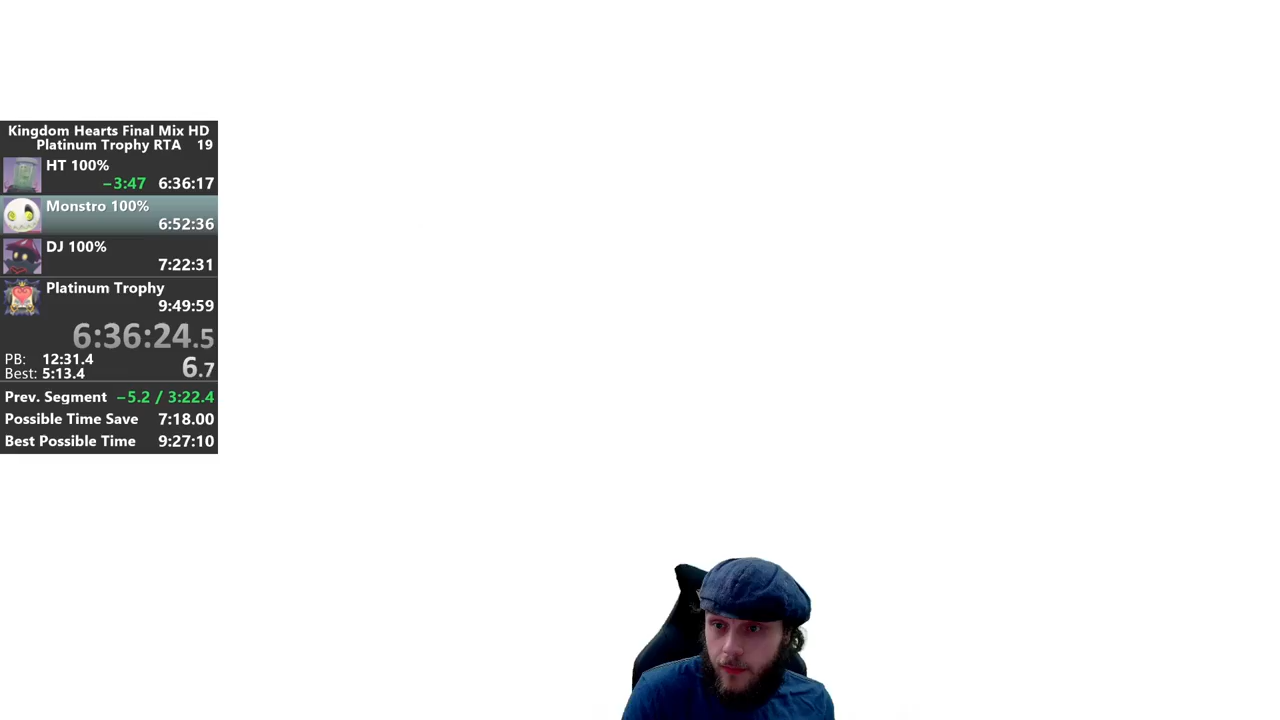 Kingdom Hearts Final Mix HD
Platinum Trophy RTA 19
HT 100%
−3:47 6:36:17
Monstro 100%
6:52:36
DJ 100%
7:22:31
Platinum Trophy
9:49:59
6:36:24.5
PB: 12:31.4
Best: 5:13.4 6.7
Prev. Segment −5.2 / 3:22.4
Possible Time Save 7:18.00
Best Possible Time 9:27:10